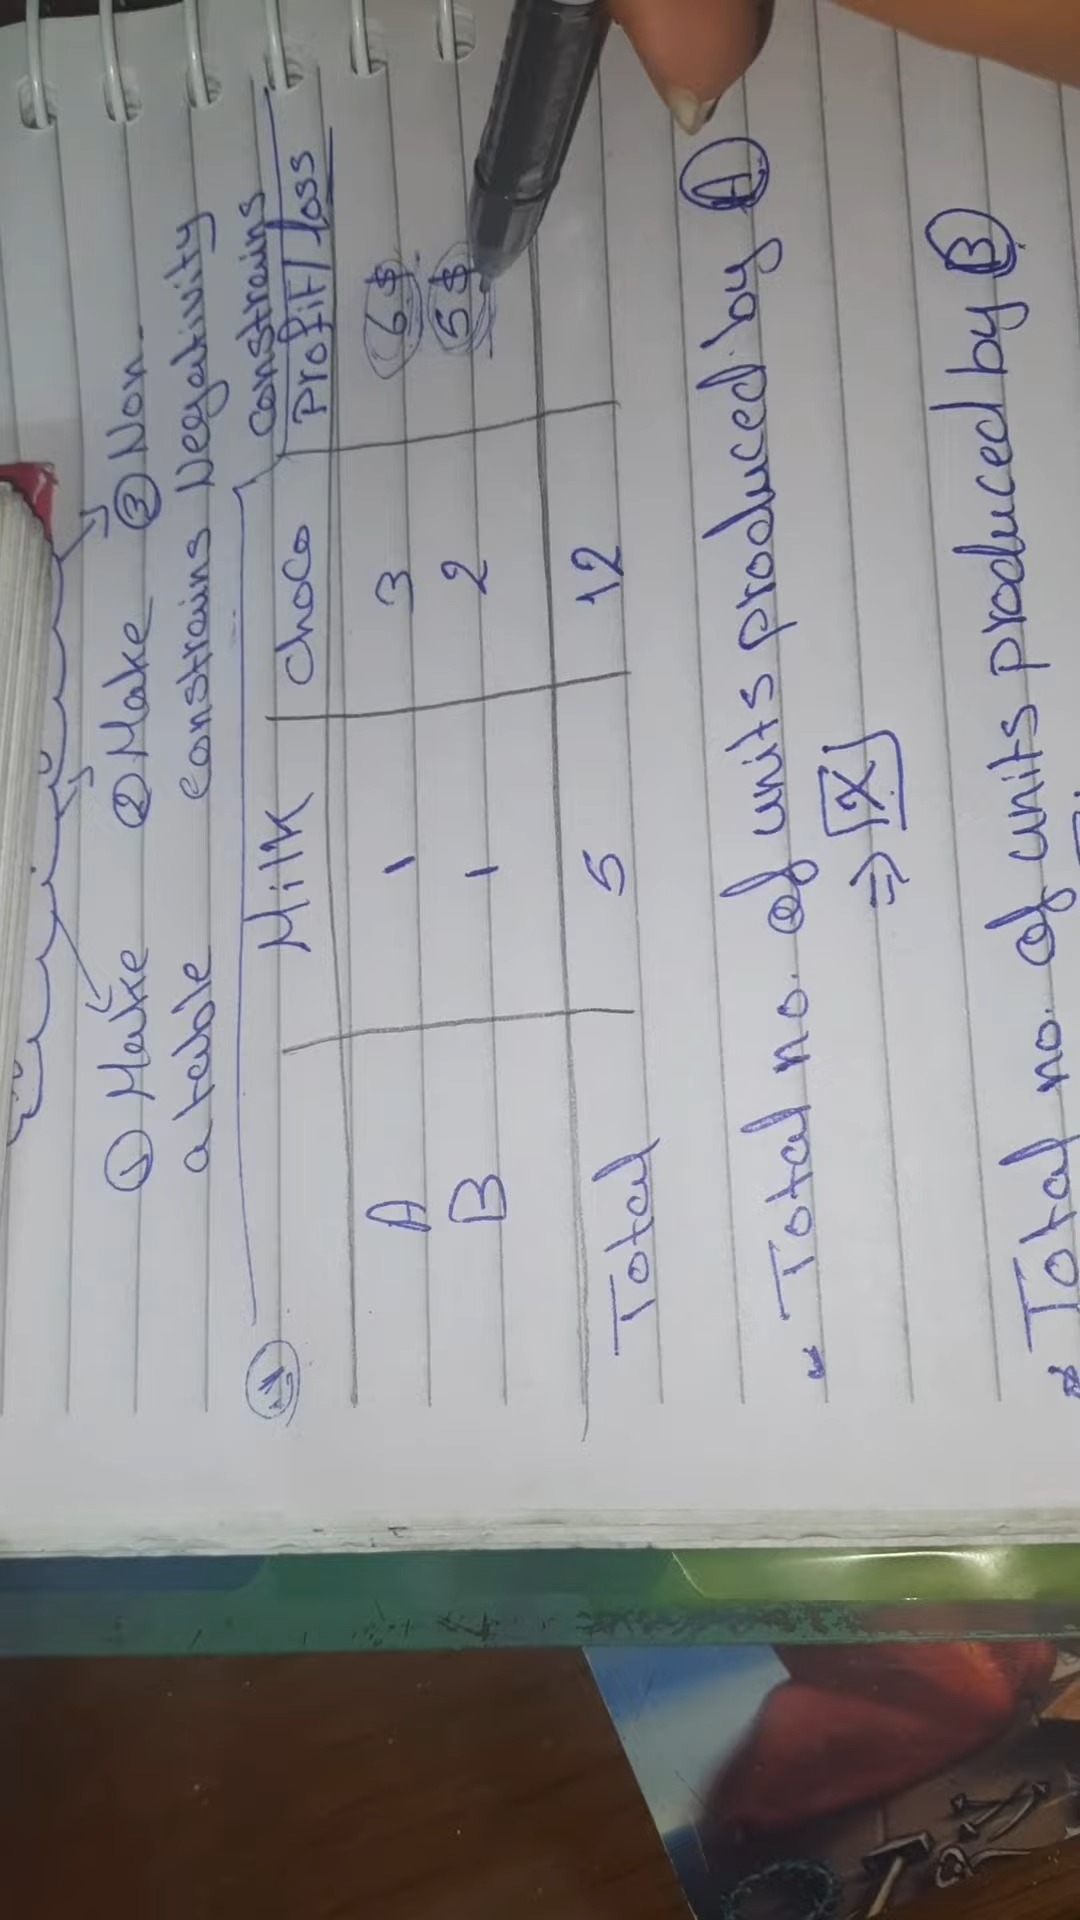 ① Make ② Make ③ Non
a table constrains Negativity
① constrains
Milk Choco Profit/loss
A 1 3 6$
B 1 2 5$
Total 5 12
Total no. of units produced by Ⓐ
⇒ X
Total no. of units produced by Ⓑ